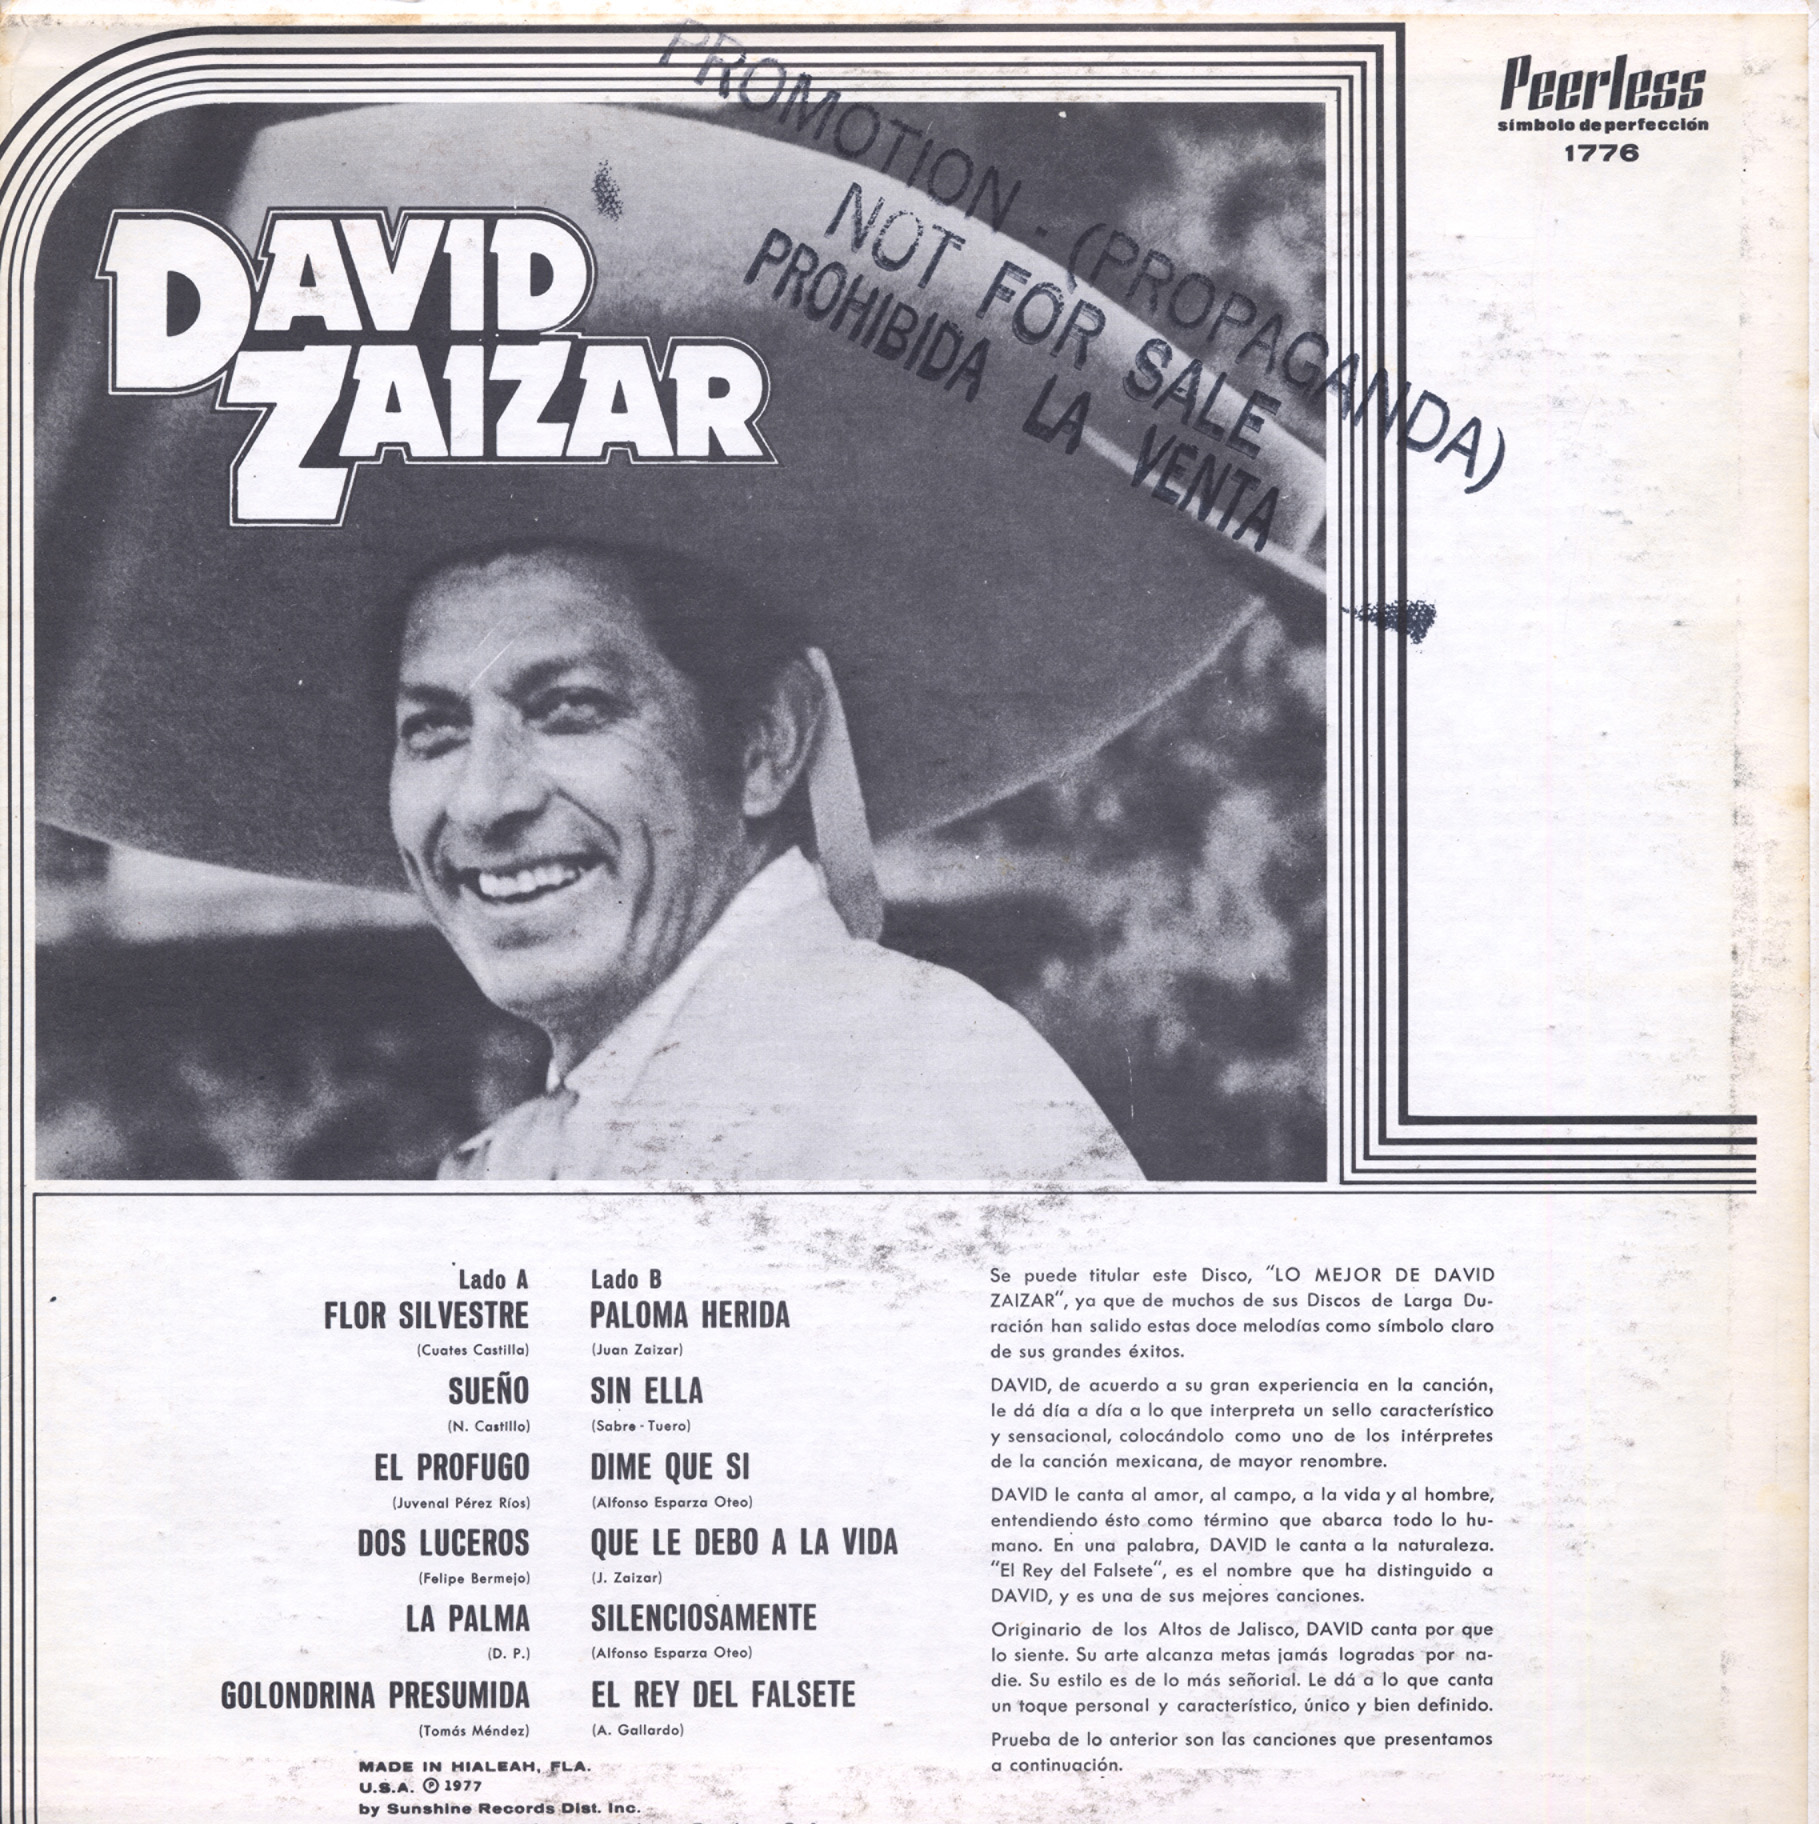 Peerless
símbolo de perfección
1776
PROMOTION - (PROPAGANDA)
NOT FOR SALE
PROHIBIDA LA VENTA
DAVID
ZAIZAR
Lado A
FLOR SILVESTRE
(Cuates Castilla)
SUEÑO
(N. Castillo)
EL PROFUGO
(Juvenal Pérez Ríos)
DOS LUCEROS
(Felipe Bermejo)
LA PALMA
(D. P.)
GOLONDRINA PRESUMIDA
(Tomás Méndez)
Lado B
PALOMA HERIDA
(Juan Zaizar)
SIN ELLA
(Sabre - Tuero)
DIME QUE SI
(Alfonso Esparza Oteo)
QUE LE DEBO A LA VIDA
(J. Zaizar)
SILENCIOSAMENTE
(Alfonso Esparza Oteo)
EL REY DEL FALSETE
(A. Gallardo)
MADE IN HIALEAH, FLA.
U.S.A. Ⓟ 1977
by Sunshine Records Dist. Inc.
Se puede titular este Disco, "LO MEJOR DE DAVID
ZAIZAR", ya que de muchos de sus Discos de Larga Du-
ración han salido estas doce melodías como símbolo claro
de sus grandes éxitos.
DAVID, de acuerdo a su gran experiencia en la canción,
le dá día a día a lo que interpreta un sello característico
y sensacional, colocándolo como uno de los intérpretes
de la canción mexicana, de mayor renombre.
DAVID le canta al amor, al campo, a la vida y al hombre,
entendiendo ésto como término que abarca todo lo hu-
mano. En una palabra, DAVID le canta a la naturaleza.
"El Rey del Falsete", es el nombre que ha distinguido a
DAVID, y es una de sus mejores canciones.
Originario de los Altos de Jalisco, DAVID canta por que
lo siente. Su arte alcanza metas jamás logradas por na-
die. Su estilo es de lo más señorial. Le dá a lo que canta
un toque personal y característico, único y bien definido.
Prueba de lo anterior son las canciones que presentamos
a continuación.